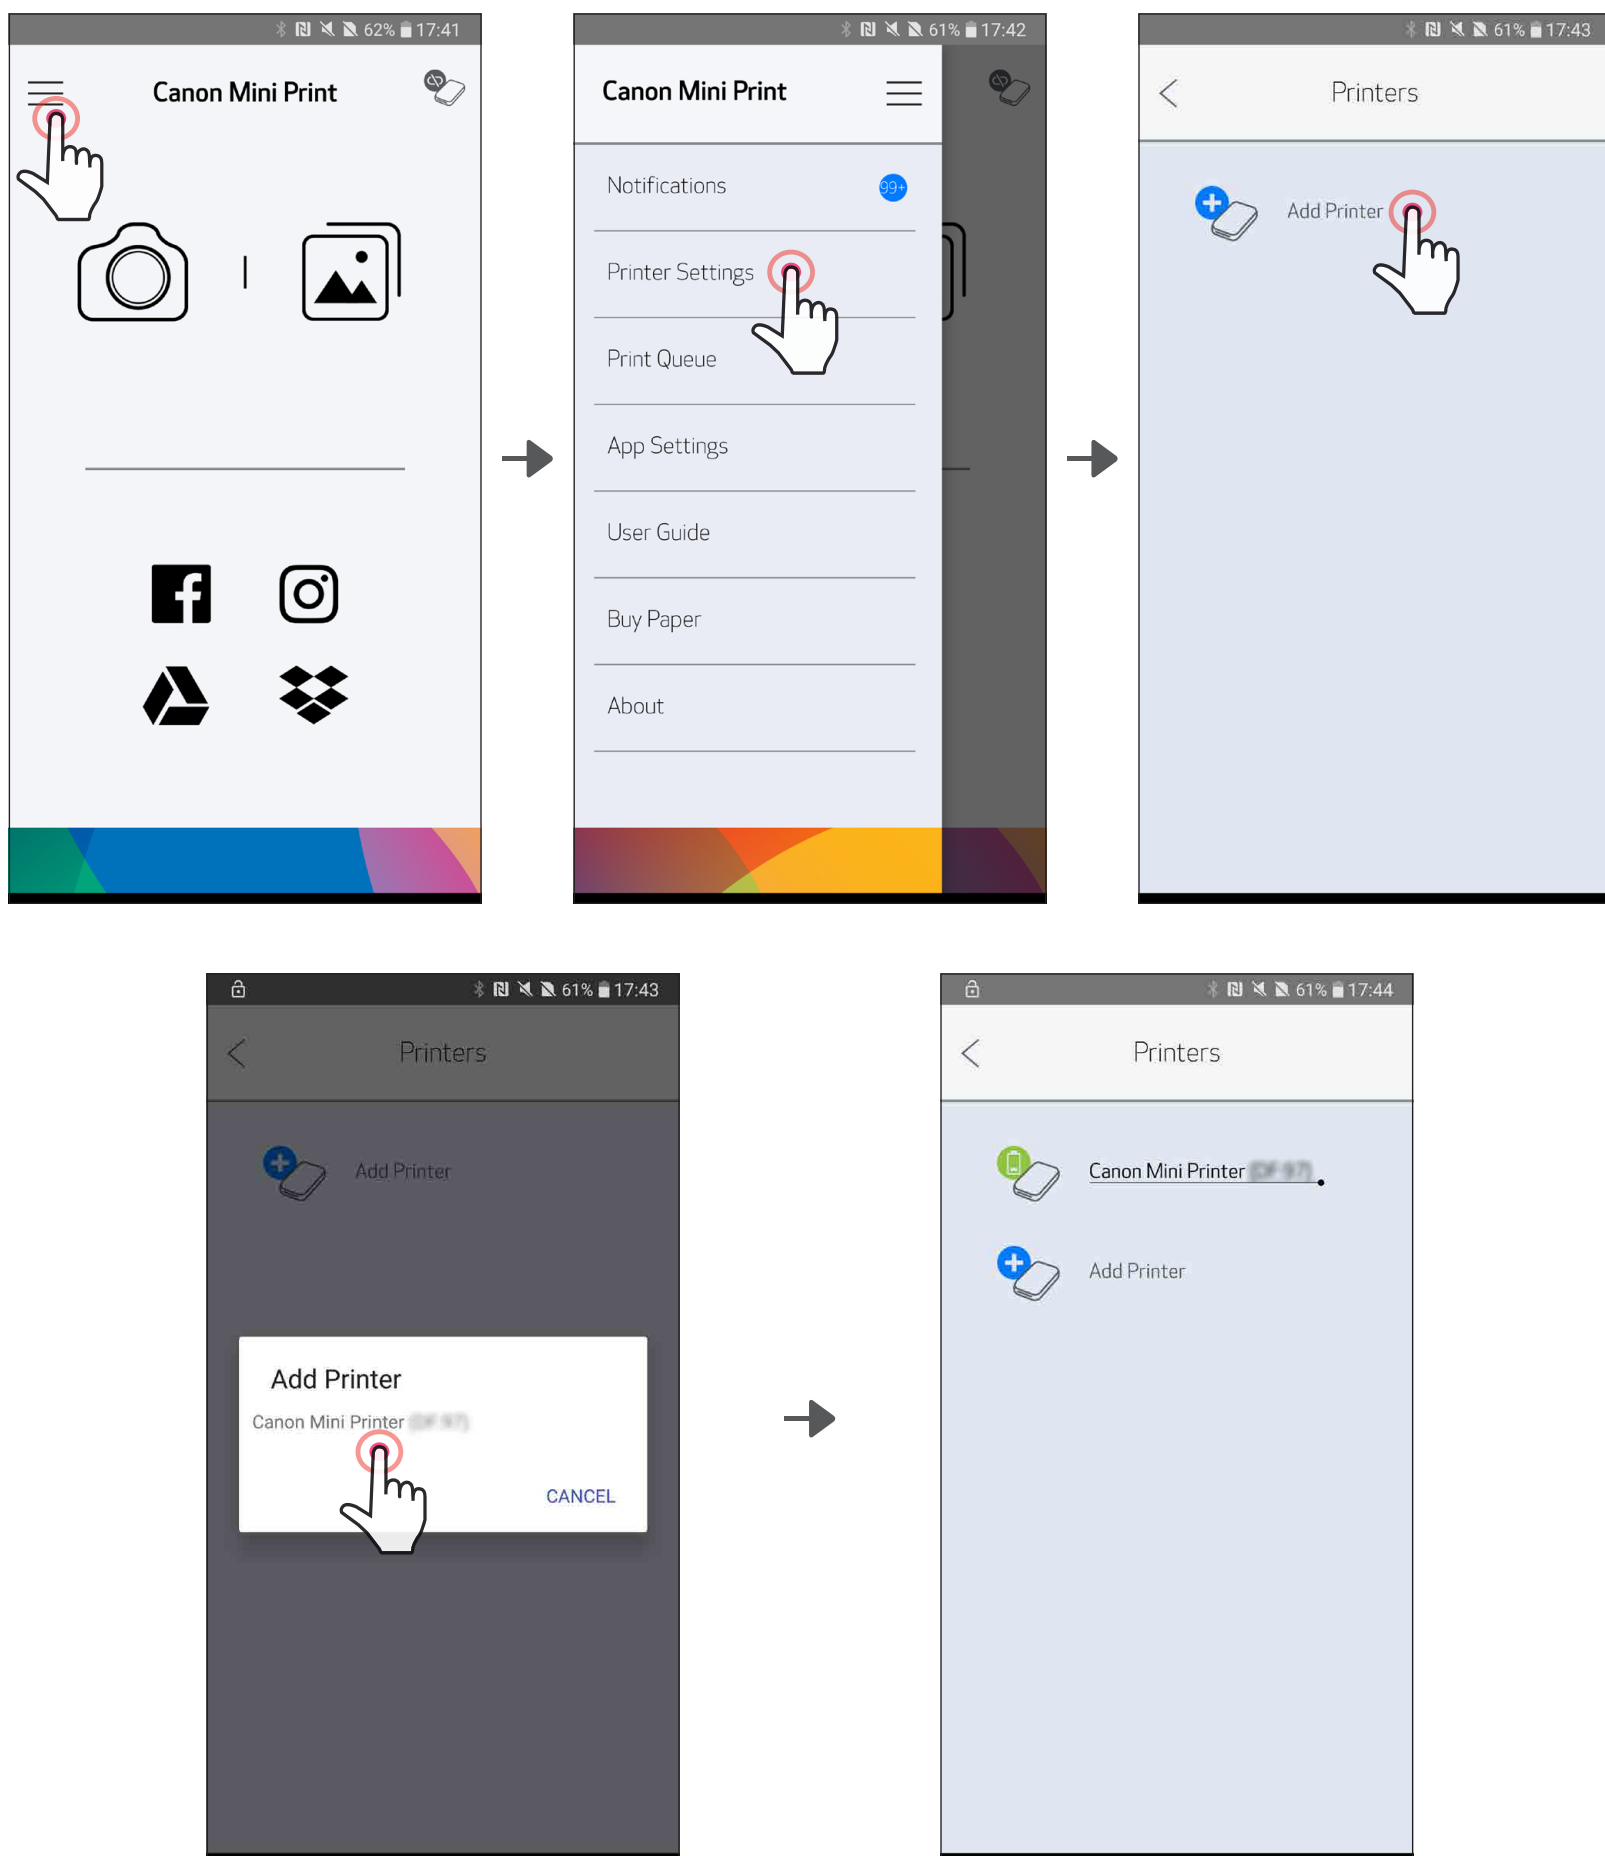 62% 17:41
Canon Mini Print
61% 17:42
Canon Mini Print
Notifications
99+
Printer Settings
Print Queue
App Settings
User Guide
Buy Paper
About
61% 17:43
Printers
Add Printer
61% 17:43
Printers
Add Printer
Add Printer
Canon Mini Printer
CANCEL
61% 17:44
Printers
Canon Mini Printer
Add Printer